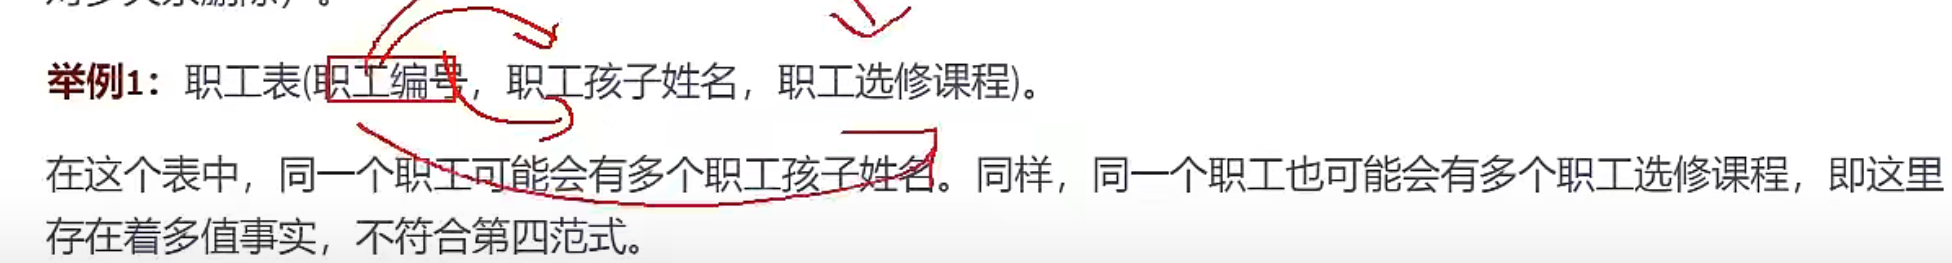 举例1：职工表(职工编号，职工孩子姓名，职工选修课程)。
在这个表中，同一个职工可能会有多个职工孩子姓名。同样，同一个职工也可能会有多个职工选修课程，即这里
存在着多值事实，不符合第四范式。